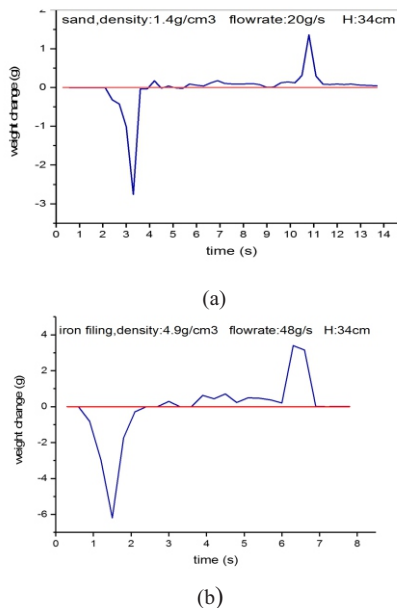 2
sand,density:1.4g/cm3 flowrate:20g/s H:34cm
1
0
-1
-2
-3
weight change (g)
0 1 2 3 4 5 6 7 8 9 10 11 12 13 14
time (s)
(a)
4
iron filing,density:4.9g/cm3 flowrate:48g/s H:34cm
2
0
-2
-4
-6
weight change (g)
0 1 2 3 4 5 6 7 8
time (s)
(b)